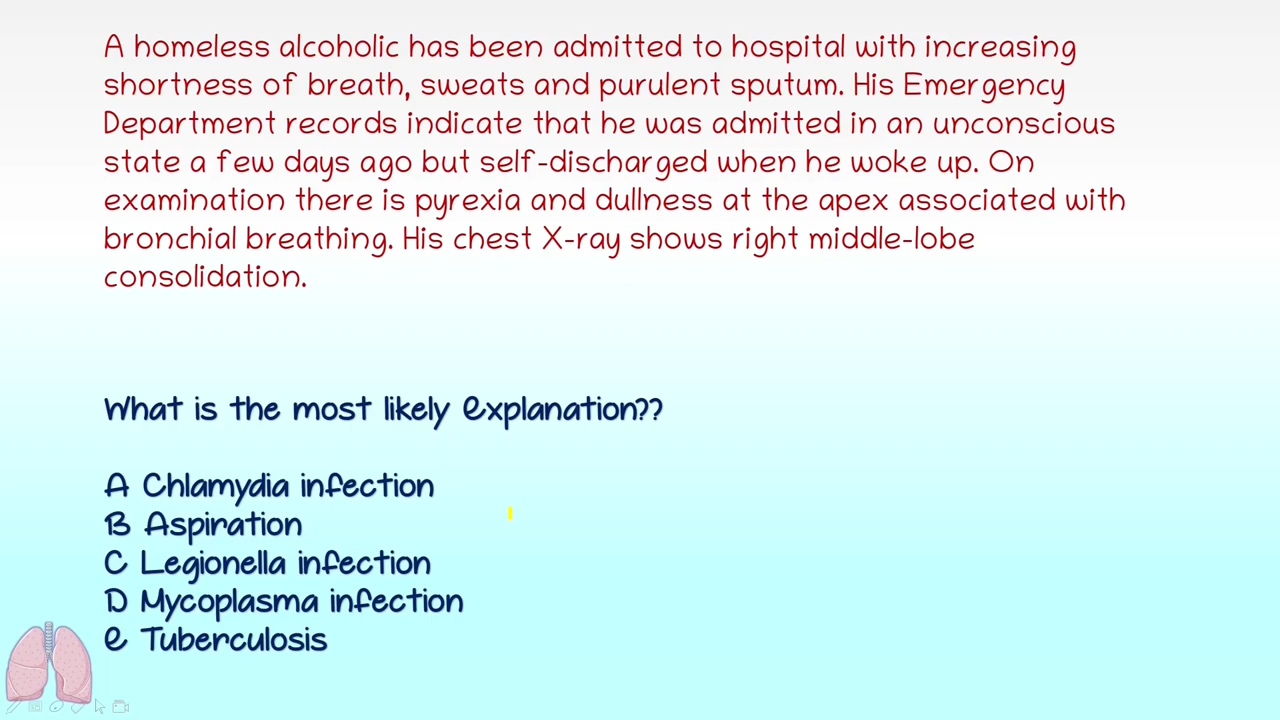 A homeless alcoholic has been admitted to hospital with increasing
shortness of breath, sweats and purulent sputum. His Emergency
Department records indicate that he was admitted in an unconscious
state a few days ago but self-discharged when he woke up. On
examination there is pyrexia and dullness at the apex associated with
bronchial breathing. His chest X-ray shows right middle-lobe
consolidation.
What is the most likely Explanation??
A Chlamydia infection
B Aspiration
C Legionella infection
D Mycoplasma infection
E Tuberculosis